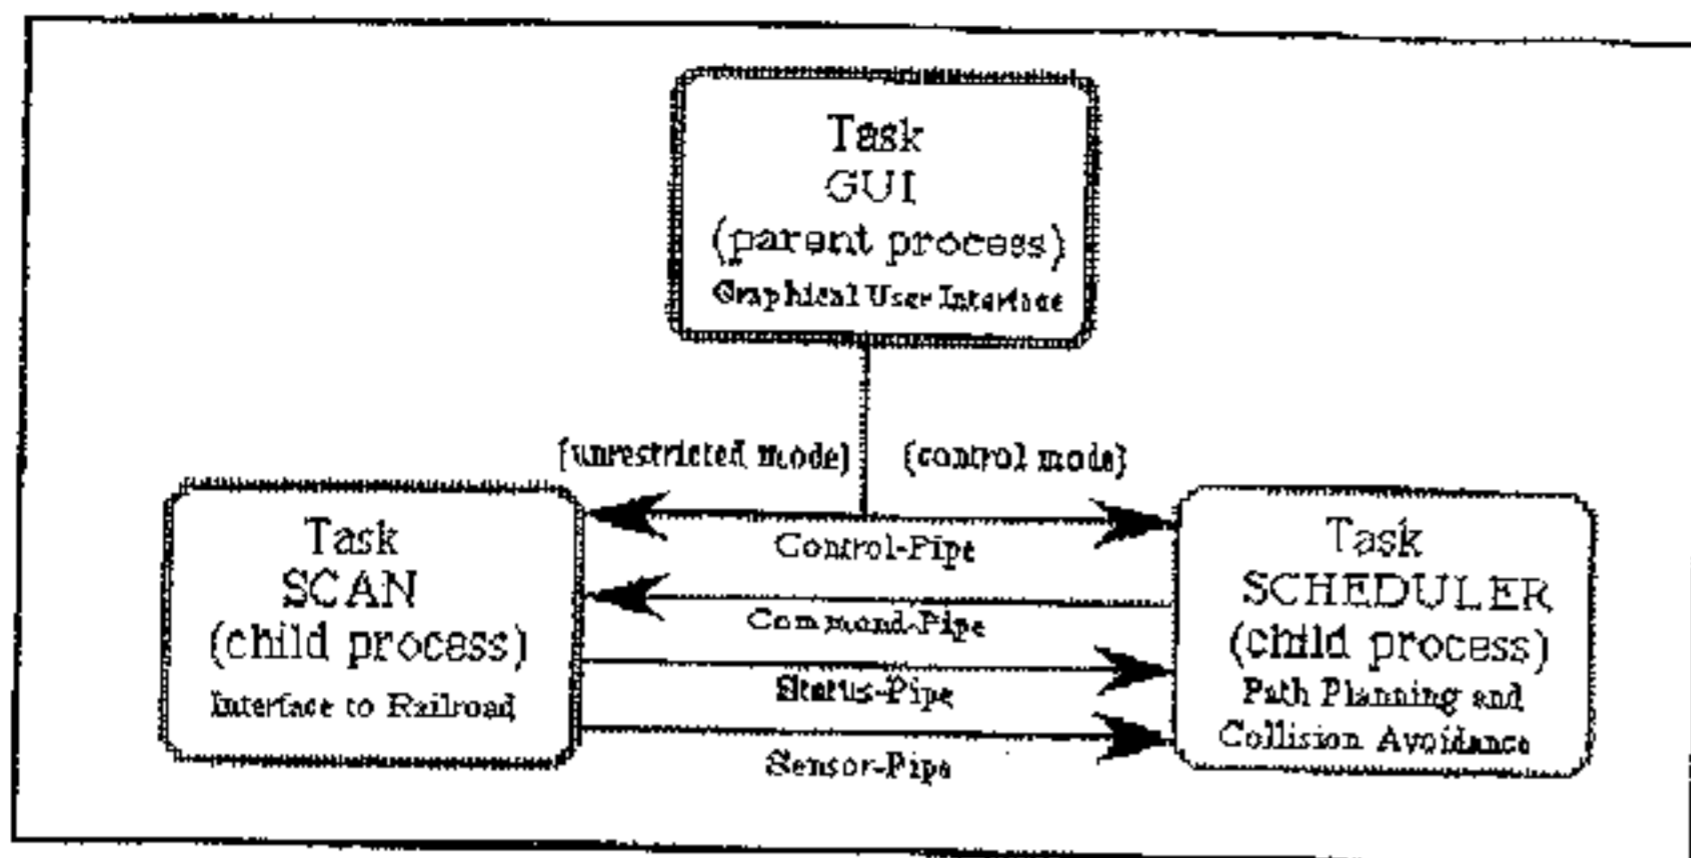 Task
GUI
(parent process)
Graphical User Interface
(unrestricted mode)
(control mode)
Task
SCAN
(child process)
Interface to Railroad
Control-Pipe
Command-Pipe
Status-Pipe
Sensor-Pipe
Task
SCHEDULER
(child process)
Path Planning and
Collision Avoidance